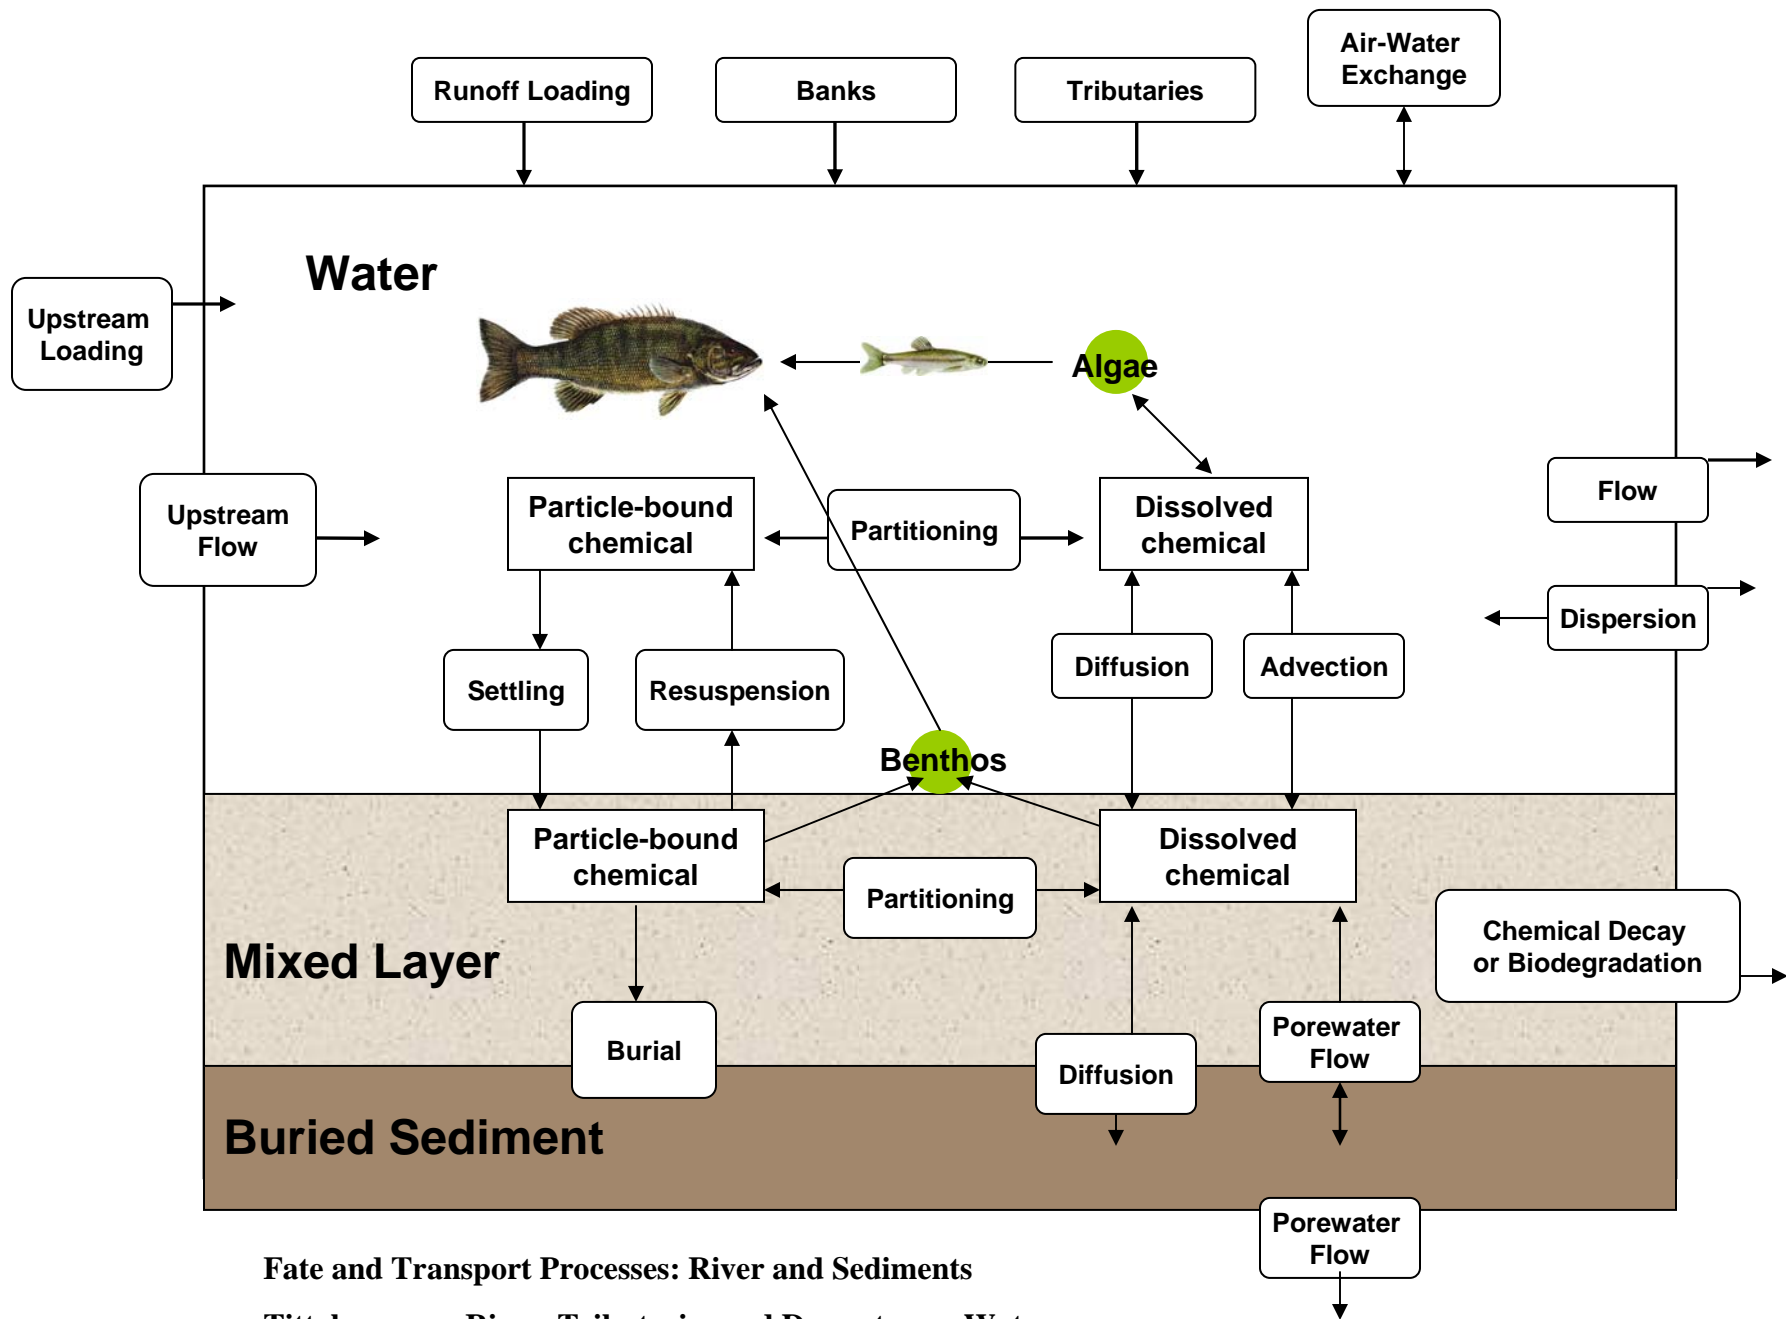 Air-Water
Exchange
Runoff Loading
Banks
Tributaries
Water
Upstream
Loading
Algae
Upstream
Flow
Particle-bound
chemical
Partitioning
Dissolved
chemical
Flow
Dispersion
Settling
Resuspension
Diffusion
Advection
Benthos
Particle-bound
chemical
Partitioning
Dissolved
chemical
Chemical Decay
or Biodegradation
Mixed Layer
Burial
Diffusion
Porewater
Flow
Buried Sediment
Porewater
Flow
Fate and Transport Processes: River and Sediments